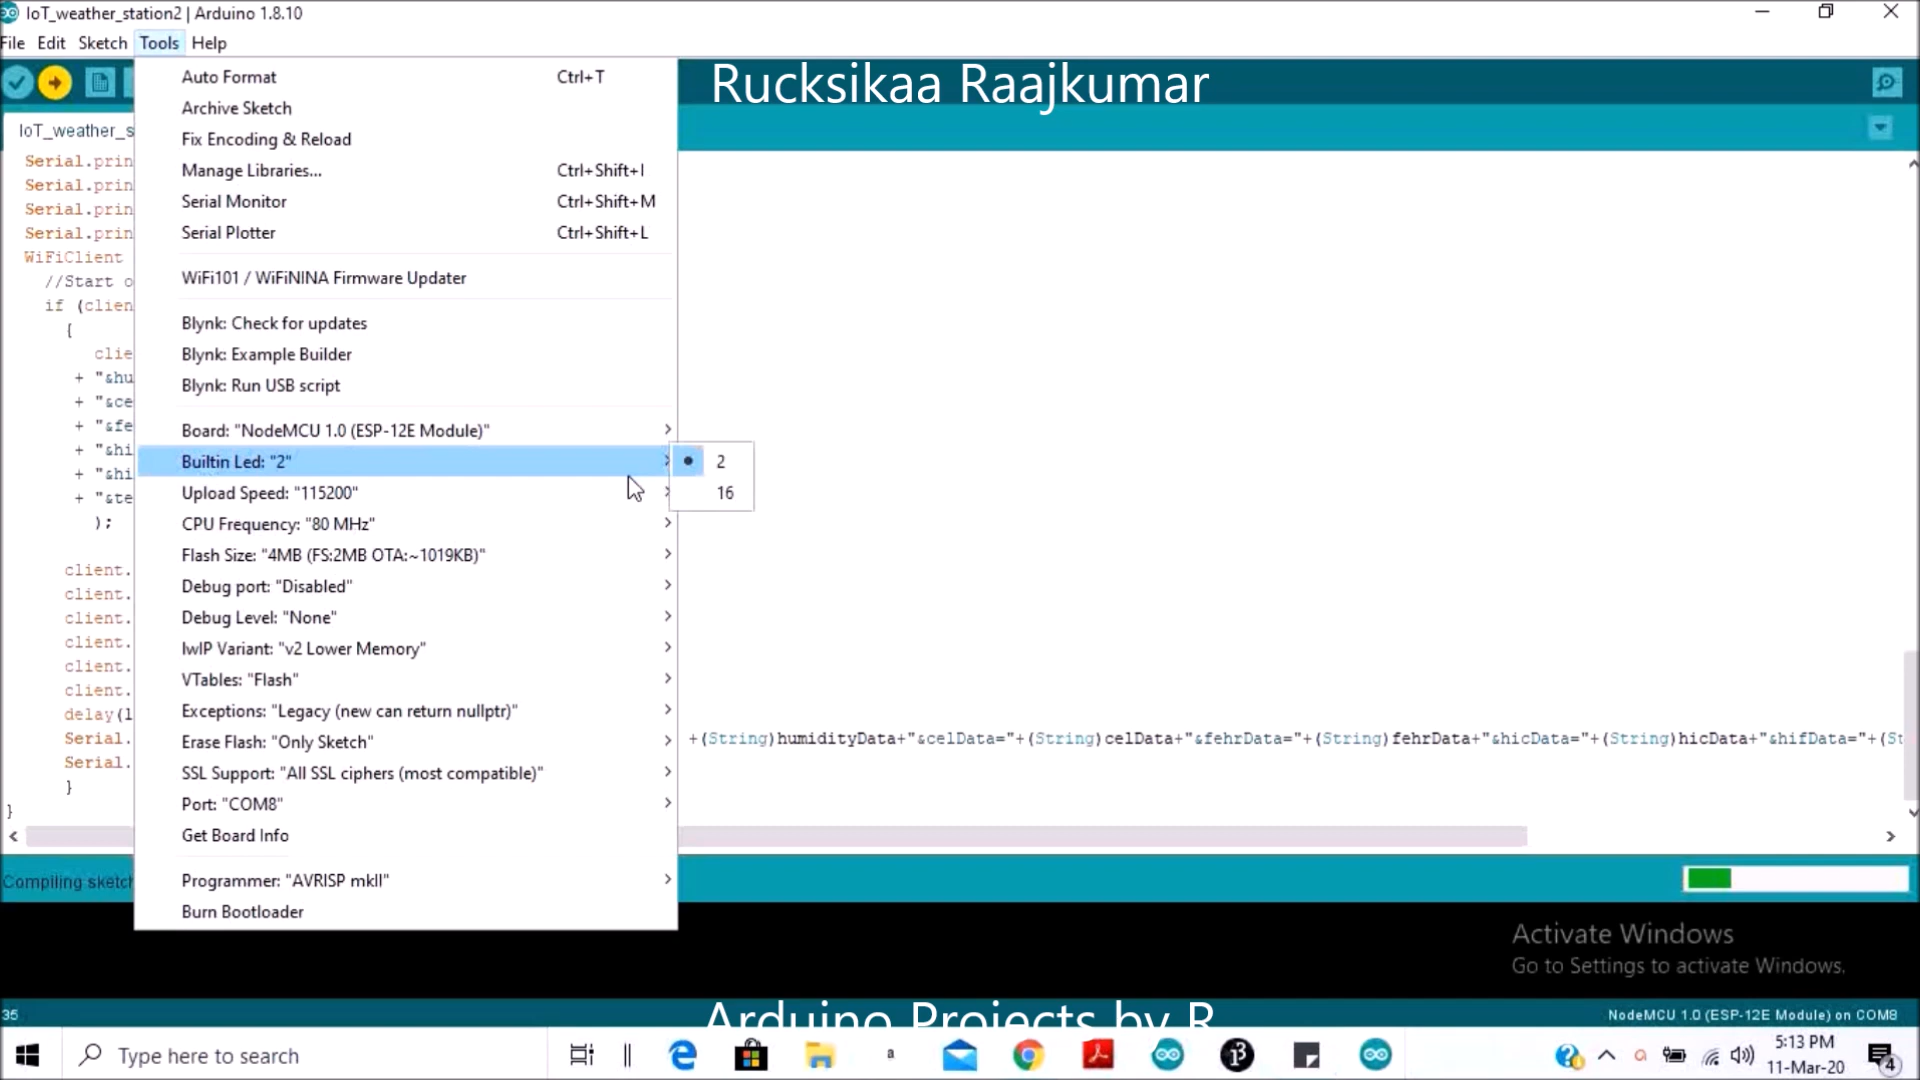 IoT_weather_station2 | Arduino 1.8.10
File Edit Sketch Tools Help
Rucksikaa Raajkumar
Auto Format Ctrl+T
Archive Sketch
Fix Encoding & Reload
Manage Libraries... Ctrl+Shift+I
Serial Monitor Ctrl+Shift+M
Serial Plotter Ctrl+Shift+L
WiFi101 / WiFiNINA Firmware Updater
Blynk: Check for updates
Blynk: Example Builder
Blynk: Run USB script
Board: "NodeMCU 1.0 (ESP-12E Module)"
Builtin Led: "2"
2
16
Upload Speed: "115200"
CPU Frequency: "80 MHz"
Flash Size: "4MB (FS:2MB OTA:~1019KB)"
Debug port: "Disabled"
Debug Level: "None"
lwIP Variant: "v2 Lower Memory"
VTables: "Flash"
Exceptions: "Legacy (new can return nullptr)"
Erase Flash: "Only Sketch"
SSL Support: "All SSL ciphers (most compatible)"
Port: "COM8"
Get Board Info
Programmer: "AVRISP mkII"
Burn Bootloader
IoT_weather_s
Serial.prin
Serial.prin
Serial.prin
Serial.prin
WiFiClient
//Start o
if (clien
{
clie
+ "&hu
+ "&ce
+ "&fe
+ "&hi
+ "&hi
+ "&te
);
client.
client.
client.
client.
client.
client.
delay(1
Serial. +(String)humidityData+"&celData="+(String)celData+"&fehrData="+(String)fehrData+"&hicData="+(String)hicData+"&hifData="+(St
Serial.
}
}
Compiling sketch
Activate Windows
Go to Settings to activate Windows.
35
Arduino Projects by R
NodeMCU 1.0 (ESP-12E Module) on COM8
Type here to search
a
5:13 PM
11-Mar-20
4